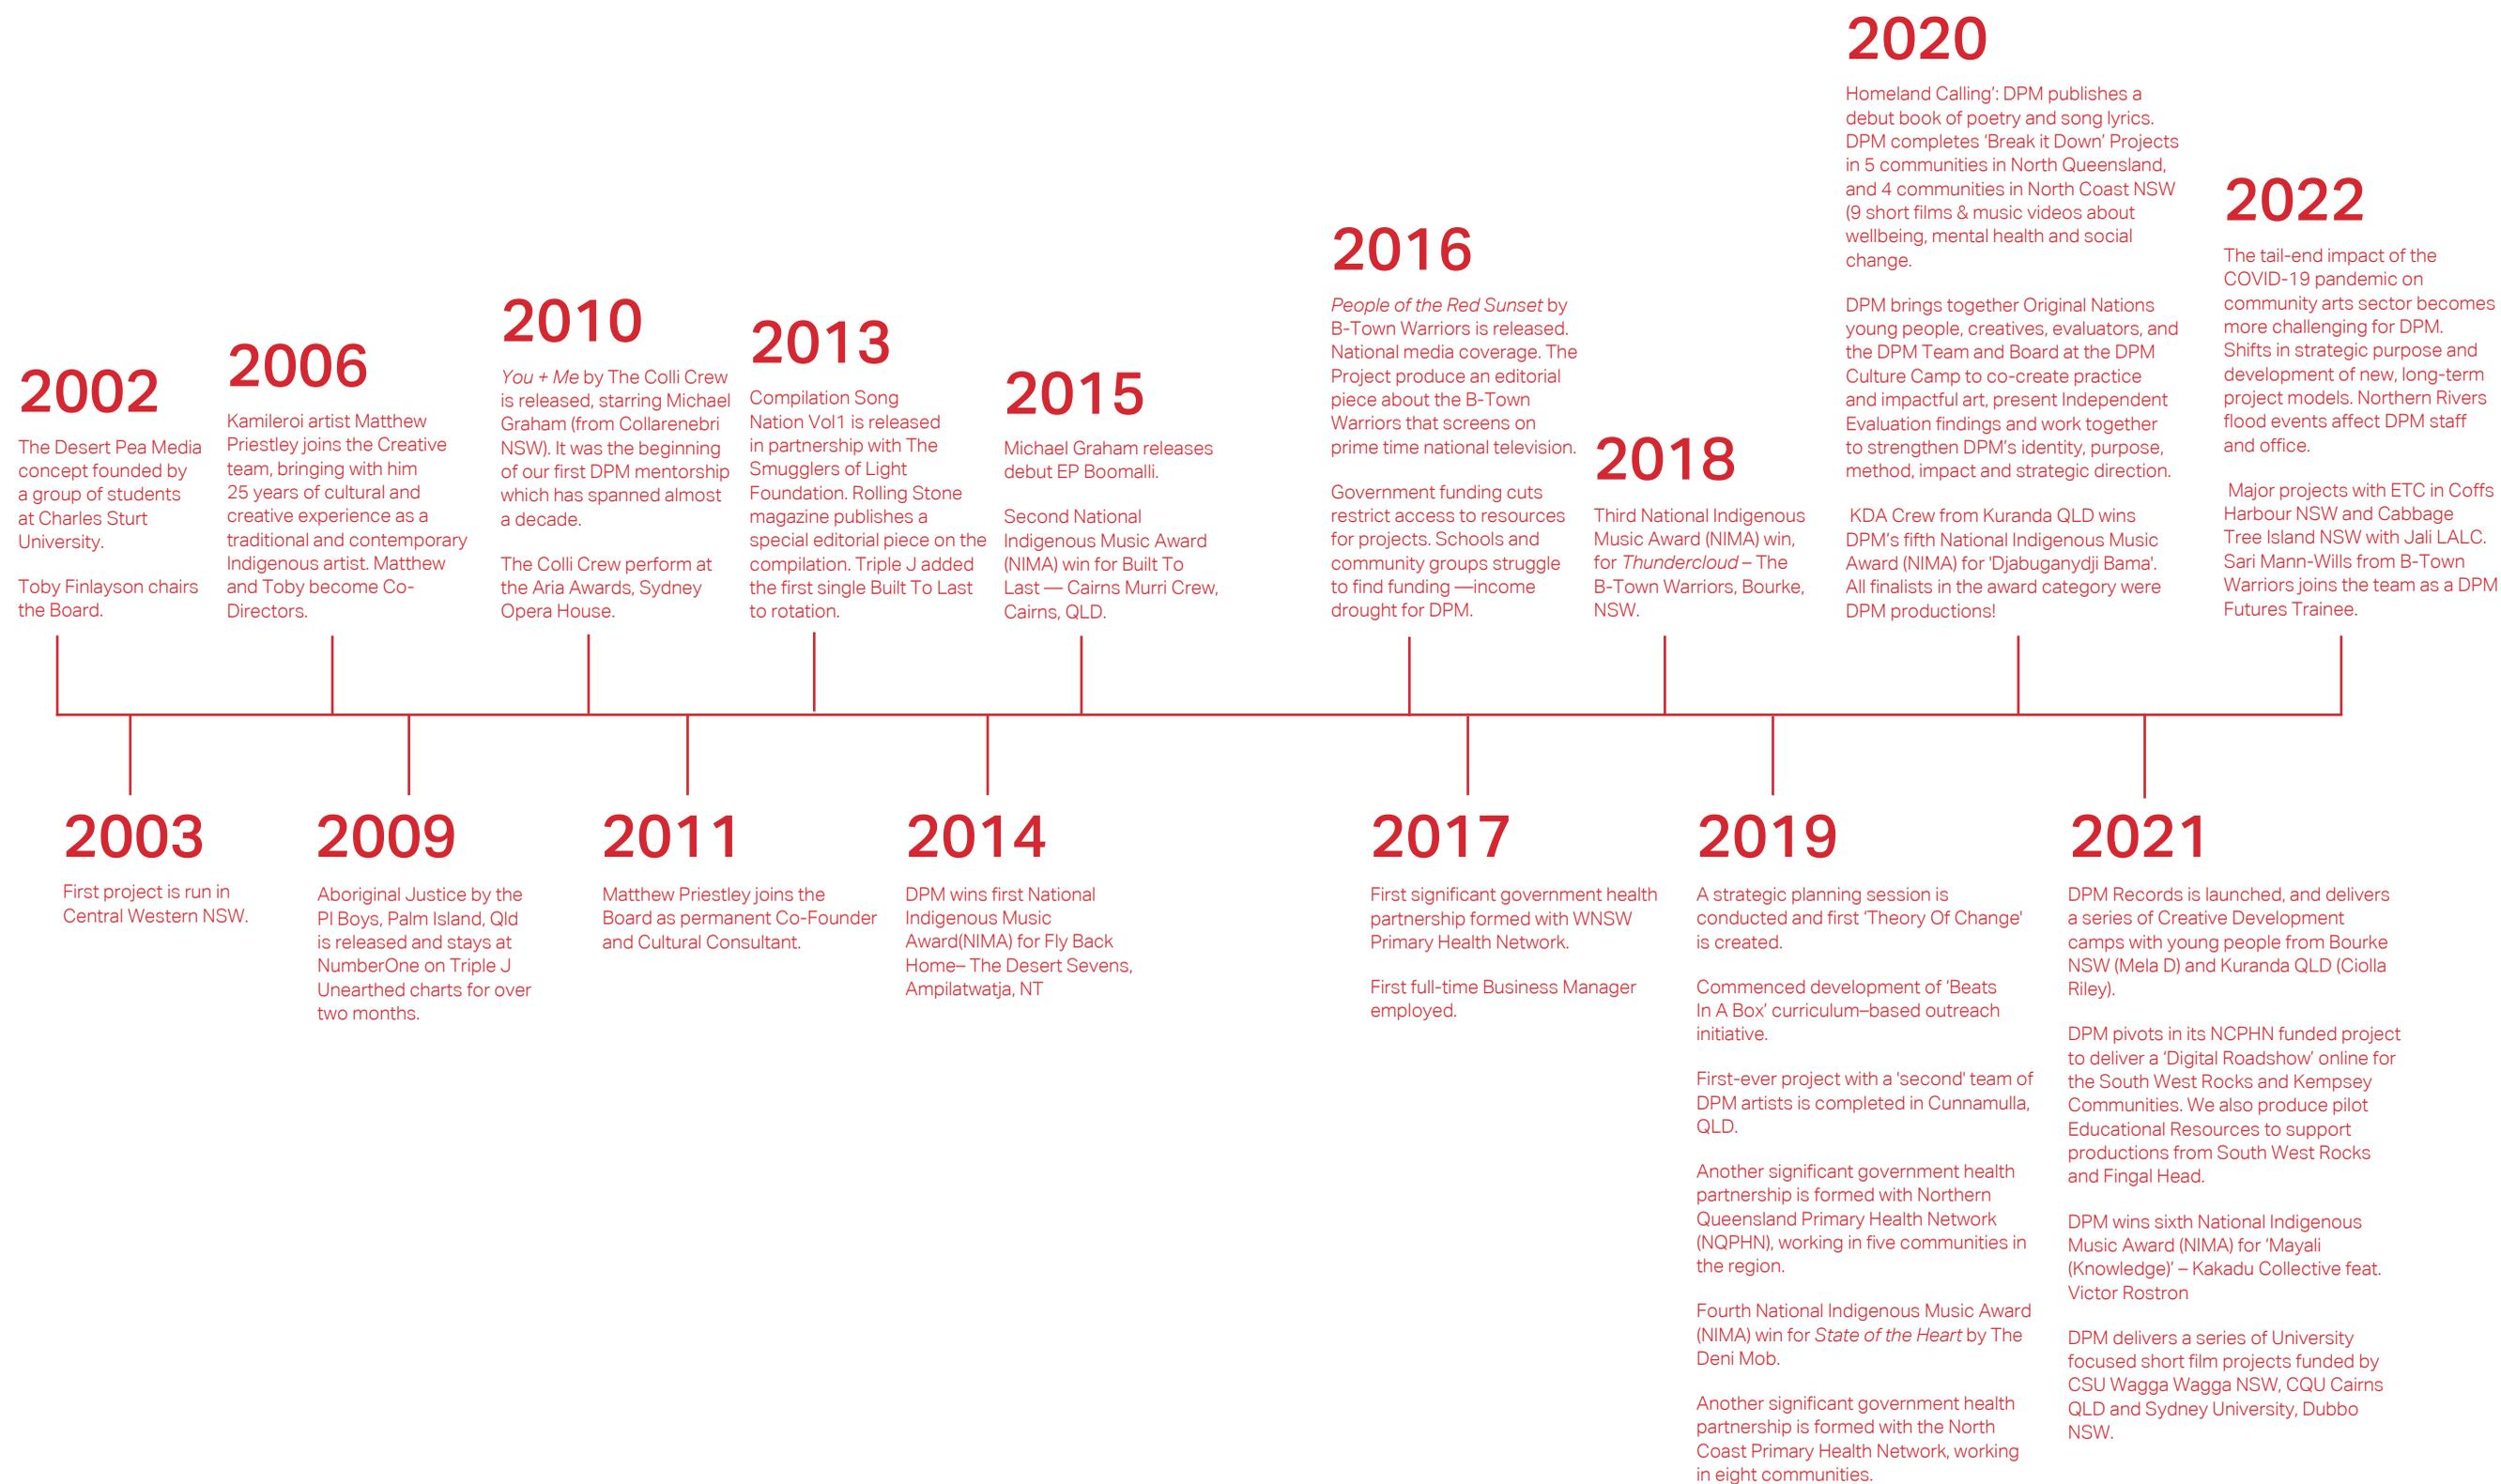 2002
The Desert Pea Media
concept founded by
a group of students
at Charles Sturt
University.
Toby Finlayson chairs
the Board.
2003
First project is run in
Central Western NSW.
2006
Kamileroi artist Matthew
Priestley joins the Creative
team, bringing with him
25 years of cultural and
creative experience as a
traditional and contemporary
Indigenous artist. Matthew
and Toby become Co-
Directors.
2009
Aboriginal Justice by the
PI Boys, Palm Island, Qld
is released and stays at
NumberOne on Triple J
Unearthed charts for over
two months.
2010
You + Me by The Colli Crew
is released, starring Michael
Graham (from Collarenebri
NSW). It was the beginning
of our first DPM mentorship
which has spanned almost
a decade.
The Colli Crew perform at
the Aria Awards, Sydney
Opera House.
2011
Matthew Priestley joins the
Board as permanent Co-Founder
and Cultural Consultant.
2013
Compilation Song
Nation Vol1 is released
in partnership with The
Smugglers of Light
Foundation. Rolling Stone
magazine publishes a
special editorial piece on the
compilation. Triple J added
the first single Built To Last
to rotation.
2014
DPM wins first National
Indigenous Music
Award(NIMA) for Fly Back
Home– The Desert Sevens,
Ampilatwatja, NT
2015
Michael Graham releases
debut EP Boomalli.
Second National
Indigenous Music Award
(NIMA) win for Built To
Last — Cairns Murri Crew,
Cairns, QLD.
2016
People of the Red Sunset by
B-Town Warriors is released.
National media coverage. The
Project produce an editorial
piece about the B-Town
Warriors that screens on
prime time national television.
Government funding cuts
restrict access to resources
for projects. Schools and
community groups struggle
to find funding —income
drought for DPM.
2017
First significant government health
partnership formed with WNSW
Primary Health Network.
First full-time Business Manager
employed.
2018
Third National Indigenous
Music Award (NIMA) win,
for Thundercloud – The
B-Town Warriors, Bourke,
NSW.
2019
A strategic planning session is
conducted and first ‘Theory Of Change'
is created.
Commenced development of ‘Beats
In A Box’ curriculum–based outreach
initiative.
First-ever project with a 'second' team of
DPM artists is completed in Cunnamulla,
QLD.
Another significant government health
partnership is formed with Northern
Queensland Primary Health Network
(NQPHN), working in five communities in
the region.
Fourth National Indigenous Music Award
(NIMA) win for State of the Heart by The
Deni Mob.
Another significant government health
partnership is formed with the North
Coast Primary Health Network, working
in eight communities.
2020
Homeland Calling’: DPM publishes a
debut book of poetry and song lyrics.
DPM completes ‘Break it Down’ Projects
in 5 communities in North Queensland,
and 4 communities in North Coast NSW
(9 short films & music videos about
wellbeing, mental health and social
change.
DPM brings together Original Nations
young people, creatives, evaluators, and
the DPM Team and Board at the DPM
Culture Camp to co-create practice
and impactful art, present Independent
Evaluation findings and work together
to strengthen DPM’s identity, purpose,
method, impact and strategic direction.
KDA Crew from Kuranda QLD wins
DPM’s fifth National Indigenous Music
Award (NIMA) for 'Djabuganydji Bama'.
All finalists in the award category were
DPM productions!
2021
DPM Records is launched, and delivers
a series of Creative Development
camps with young people from Bourke
NSW (Mela D) and Kuranda QLD (Ciolla
Riley).
DPM pivots in its NCPHN funded project
to deliver a ‘Digital Roadshow’ online for
the South West Rocks and Kempsey
Communities. We also produce pilot
Educational Resources to support
productions from South West Rocks
and Fingal Head.
DPM wins sixth National Indigenous
Music Award (NIMA) for ‘Mayali
(Knowledge)’ – Kakadu Collective feat.
Victor Rostron
DPM delivers a series of University
focused short film projects funded by
CSU Wagga Wagga NSW, CQU Cairns
QLD and Sydney University, Dubbo
NSW.
2022
The tail-end impact of the
COVID-19 pandemic on
community arts sector becomes
more challenging for DPM.
Shifts in strategic purpose and
development of new, long-term
project models. Northern Rivers
flood events affect DPM staff
and office.
Major projects with ETC in Coffs
Harbour NSW and Cabbage
Tree Island NSW with Jali LALC.
Sari Mann-Wills from B-Town
Warriors joins the team as a DPM
Futures Trainee.